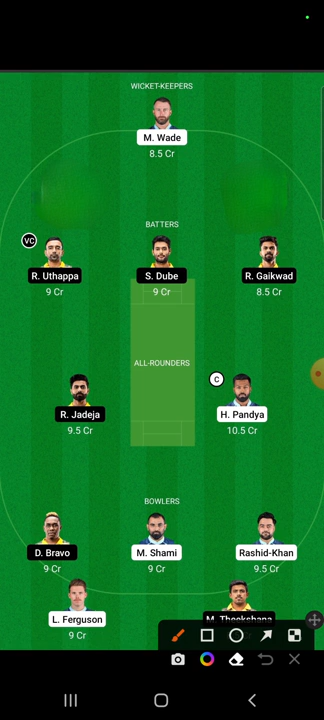 WICKET-KEEPERS
M. Wade
8.5 Cr
BATTERS
VC
R. Uthappa
9 Cr
S. Dube
9 Cr
R. Gaikwad
8.5 Cr
ALL-ROUNDERS
R. Jadeja
9.5 Cr
C
H. Pandya
10.5 Cr
BOWLERS
D. Bravo
9 Cr
M. Shami
9 Cr
Rashid-Khan
9.5 Cr
L. Ferguson
9 Cr
M. Theekshana